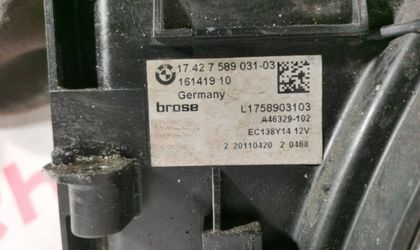 17 42 7 589 031-03
161419 10
Germany
brose L1758903103
A46329-102
EC138Y14 12V
2 20110420 2 0468